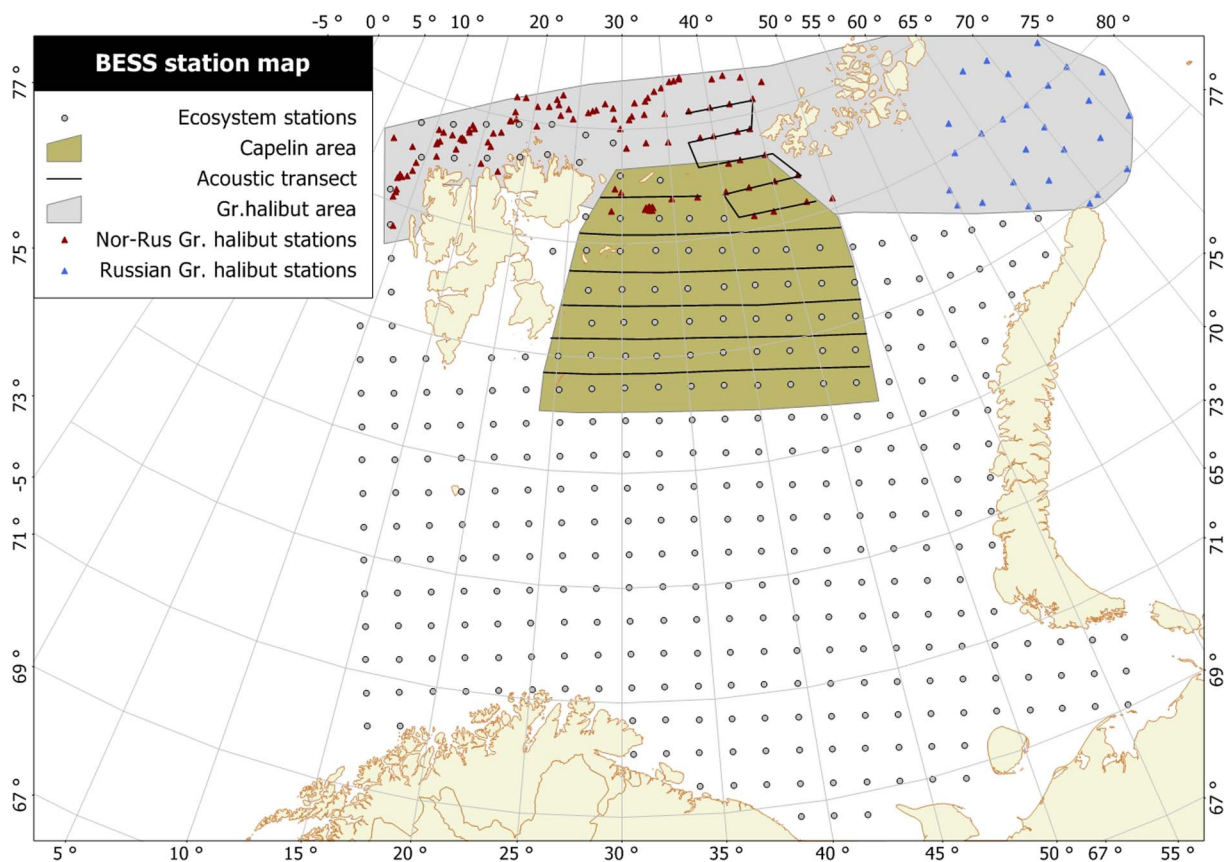 -5 ° 0 ° 5 ° 10 ° 20 ° 30 ° 40 ° 50 ° 55 ° 60 ° 65 ° 70 ° 75 ° 80 °
BESS station map
Ecosystem stations
Capelin area
Acoustic transect
Gr.halibut area
Nor-Rus Gr. halibut stations
Russian Gr. halibut stations
77 °
75 °
73 °
-5 °
71 °
69 °
67 °
77 °
75 °
70 °
73 °
65 °
71 °
69 °
67 °
5 ° 10 ° 15 ° 20 ° 25 ° 30 ° 35 ° 40 ° 45 ° 50 ° 67 ° 55 °